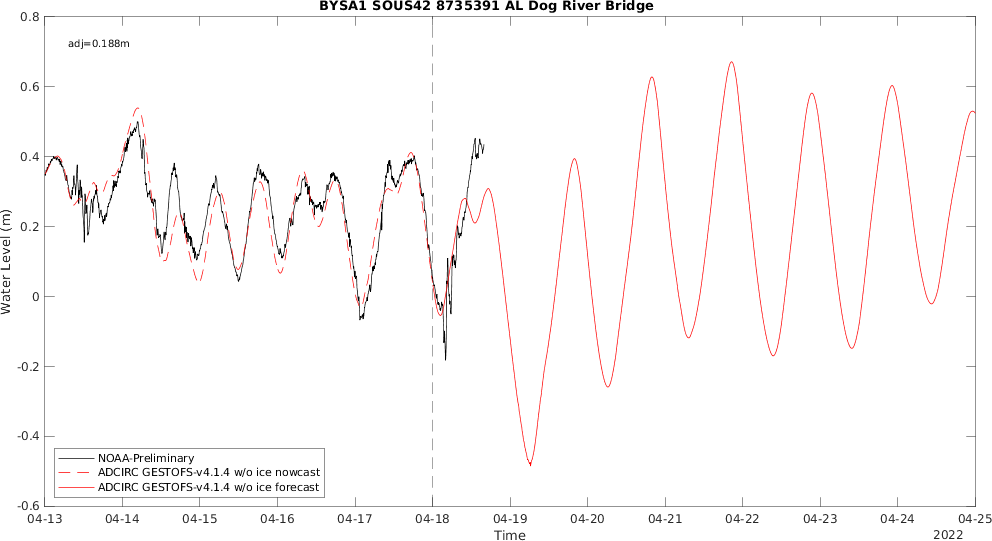 BYSA1 SOUS42 8735391 AL Dog River Bridge
adj=0.188m
0.8
0.6
0.4
0.2
0
-0.2
-0.4
-0.6
Water Level (m)
NOAA-Preliminary
ADCIRC GESTOFS-v4.1.4 w/o ice nowcast
ADCIRC GESTOFS-v4.1.4 w/o ice forecast
04-13 04-14 04-15 04-16 04-17 04-18 04-19 04-20 04-21 04-22 04-23 04-24 04-25
Time
2022